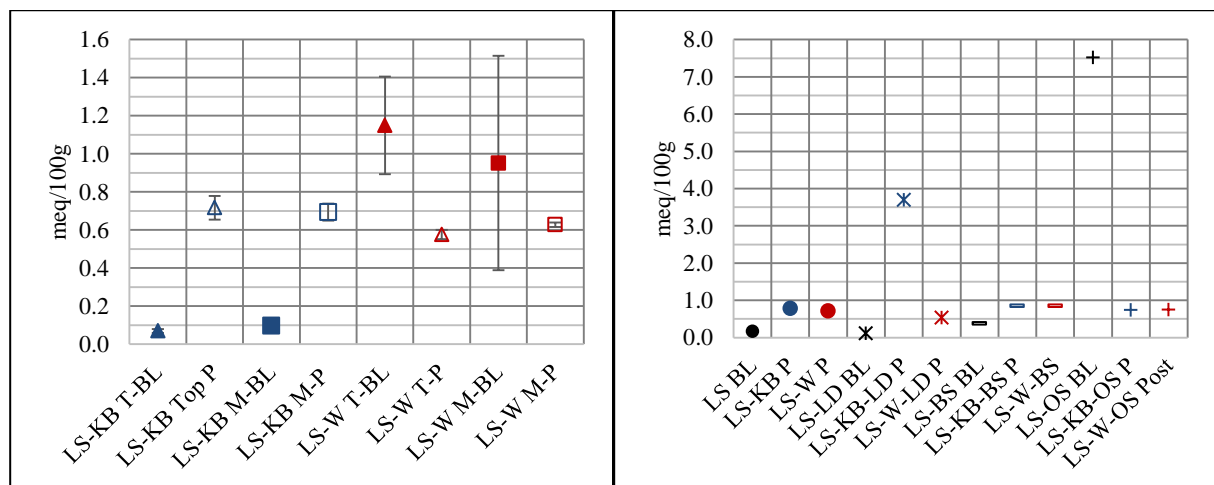 meq/100g
1.6
1.4
1.2
1.0
0.8
0.6
0.4
0.2
0.0
LS-KB T-BL
LS-KB Top P
LS-KB M-BL
LS-KB M-P
LS-W T-BL
LS-W T-P
LS-W M-BL
LS-W M-P
meq/100g
8.0
7.0
6.0
5.0
4.0
3.0
2.0
1.0
0.0
LS BL
LS-KB P
LS-W P
LS-LD BL
LS-KB-LD P
LS-W-LD P
LS-BS BL
LS-KB-BS P
LS-W-BS
LS-OS BL
LS-KB-OS P
LS-W-OS Post